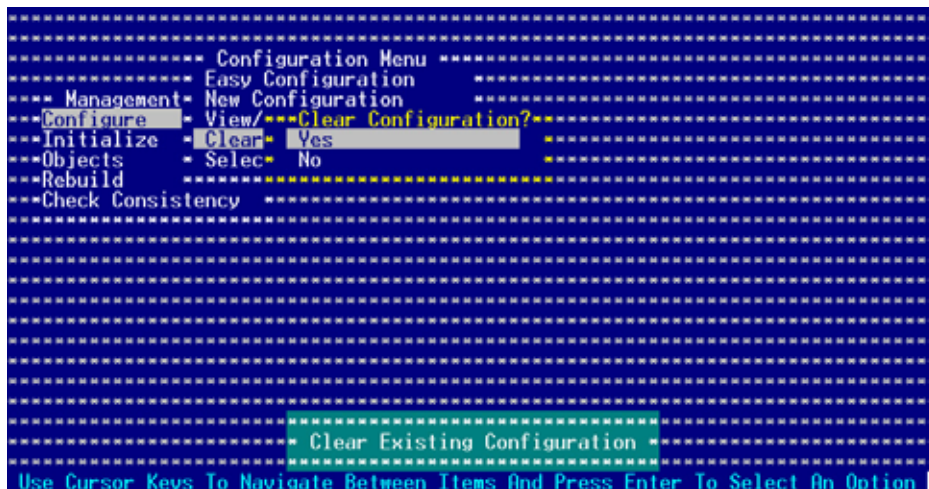 Configuration Menu
Easy Configuration
Management
New Configuration
Configure
View/
Clear Configuration?
Initialize
Clear
Yes
Objects
Selec
No
Rebuild
Check Consistency
Clear Existing Configuration
Use Cursor Keys To Navigate Between Items And Press Enter To Select An Option